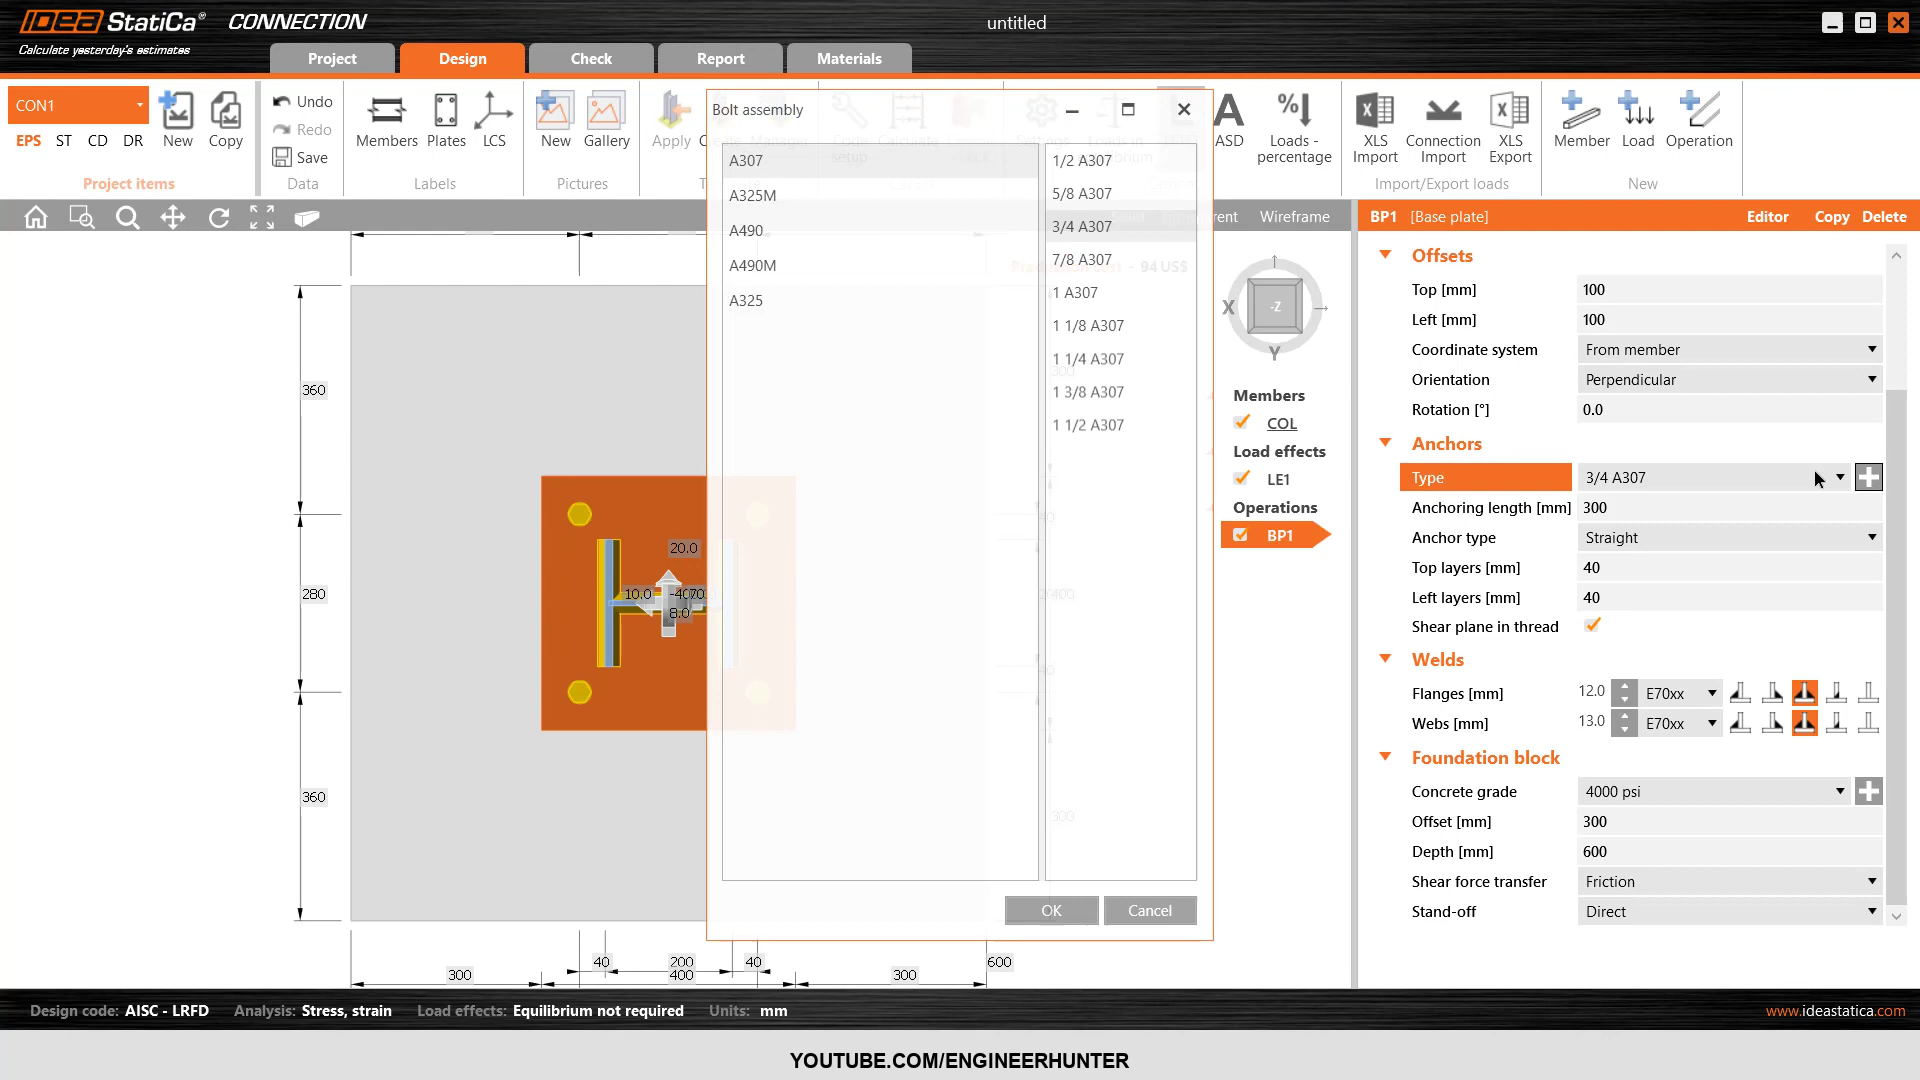 IDEA StatiCa® CONNECTION
Calculate yesterday's estimates
untitled
Project Design Check Report Materials
CON1
EPS ST CD DR
New Copy
Project items
Undo
Redo
Save
Data
Members Plates LCS
Labels
New Gallery
Pictures
Apply
ASD
Loads - percentage
XLS Import
Connection Import
XLS Export
Import/Export loads
Member Load Operation
New
Wireframe
Bolt assembly
A307
A325M
A490
A490M
A325
1/2 A307
5/8 A307
3/4 A307
7/8 A307
1 A307
1 1/8 A307
1 1/4 A307
1 3/8 A307
1 1/2 A307
OK Cancel
- 94 US$
X -Z
Y
Members
COL
Load effects
LE1
Operations
BP1
360
280
360
20.0
10.0
8.0
40 200 40
300 400 300
600
BP1 [Base plate] Editor Copy Delete
Offsets
Top [mm] 100
Left [mm] 100
Coordinate system From member
Orientation Perpendicular
Rotation [°] 0.0
Anchors
Type 3/4 A307
Anchoring length [mm] 300
Anchor type Straight
Top layers [mm] 40
Left layers [mm] 40
Shear plane in thread
Welds
Flanges [mm] 12.0 E70xx
Webs [mm] 13.0 E70xx
Foundation block
Concrete grade 4000 psi
Offset [mm] 300
Depth [mm] 600
Shear force transfer Friction
Stand-off Direct
Design code: AISC - LRFD Analysis: Stress, strain Load effects: Equilibrium not required Units: mm
www.ideastatica.com
YOUTUBE.COM/ENGINEERHUNTER